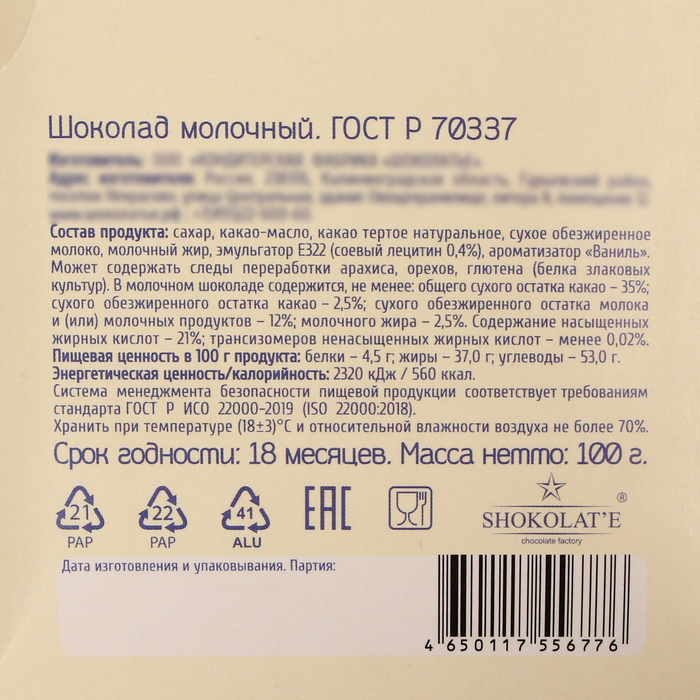 Шоколад молочный. ГОСТ Р 70337
Состав продукта: сахар, какао-масло, какао тертое натуральное, сухое обезжиренное
молоко, молочный жир, эмульгатор Е322 (соевый лецитин 0,4%), ароматизатор «Ваниль».
Может содержать следы переработки арахиса, орехов, глютена (белка злаковых
культур). В молочном шоколаде содержится, не менее: общего сухого остатка какао – 35%;
сухого обезжиренного остатка какао – 2,5%; сухого обезжиренного остатка молока
и (или) молочных продуктов – 12%; молочного жира – 2,5%. Содержание насыщенных
жирных кислот – 21%; трансизомеров ненасыщенных жирных кислот – менее 0,02%.
Пищевая ценность в 100 г продукта: белки – 4,5 г; жиры – 37,0 г; углеводы – 53,0 г.
Энергетическая ценность/калорийность: 2320 кДж / 560 ккал.
Система менеджмента безопасности пищевой продукции соответствует требованиям
стандарта ГОСТ Р ИСО 22000-2019 (ISO 22000:2018).
Хранить при температуре (18±3)°С и относительной влажности воздуха не более 70%.
Срок годности: 18 месяцев. Масса нетто: 100 г.
21 22 41 EAC
PAP PAP ALU
SHOKOLAT'E ®
chocolate factory
Дата изготовления и упаковывания. Партия:
4 650117 556776